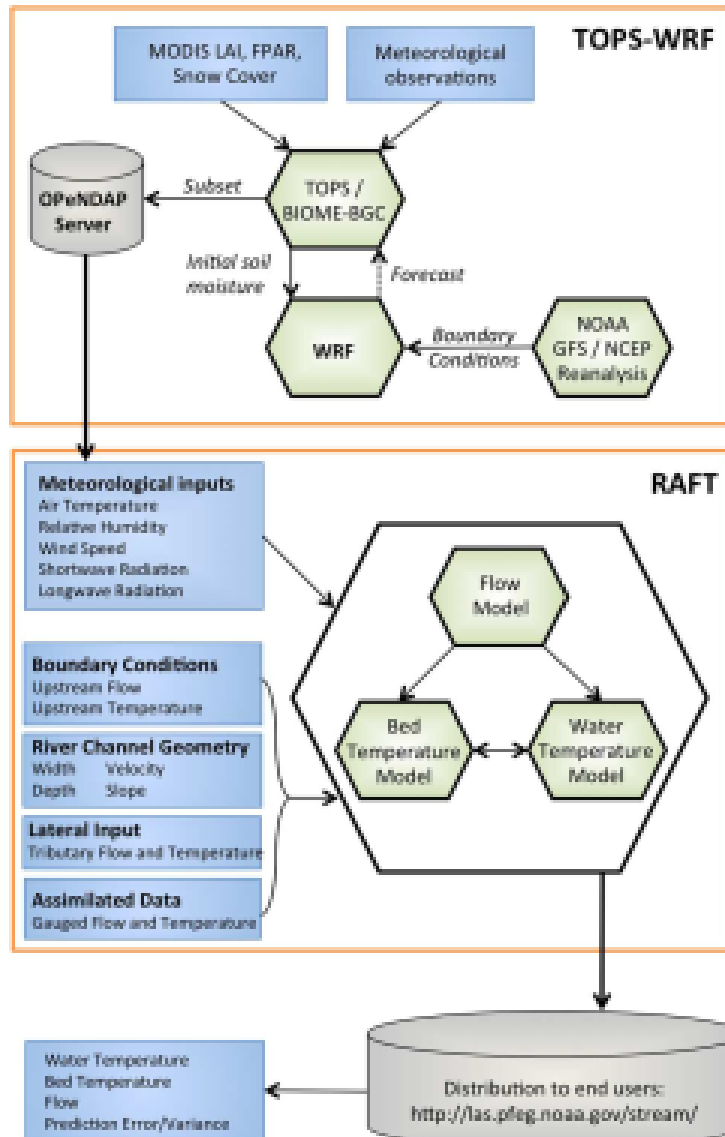 TOPS-WRF
MODIS LAI, FPAR,
Snow Cover
Meteorological
observations
OPeNDAP
Server
Subset
TOPS /
BIOME-BGC
Initial soil
moisture
Forecast
WRF
Boundary
Conditions
NOAA
GFS / NCEP
Reanalysis
RAFT
Meteorological inputs
Air Temperature
Relative Humidity
Wind Speed
Shortwave Radiation
Longwave Radiation
Flow
Model
Boundary Conditions
Upstream Flow
Upstream Temperature
River Channel Geometry
Width Velocity
Depth Slope
Bed
Temperature
Model
Water
Temperature
Model
Lateral Input
Tributary Flow and Temperature
Assimilated Data
Gauged Flow and Temperature
Water Temperature
Bed Temperature
Flow
Prediction Error/Variance
Distribution to end users:
http://las.pfeg.noaa.gov/stream/